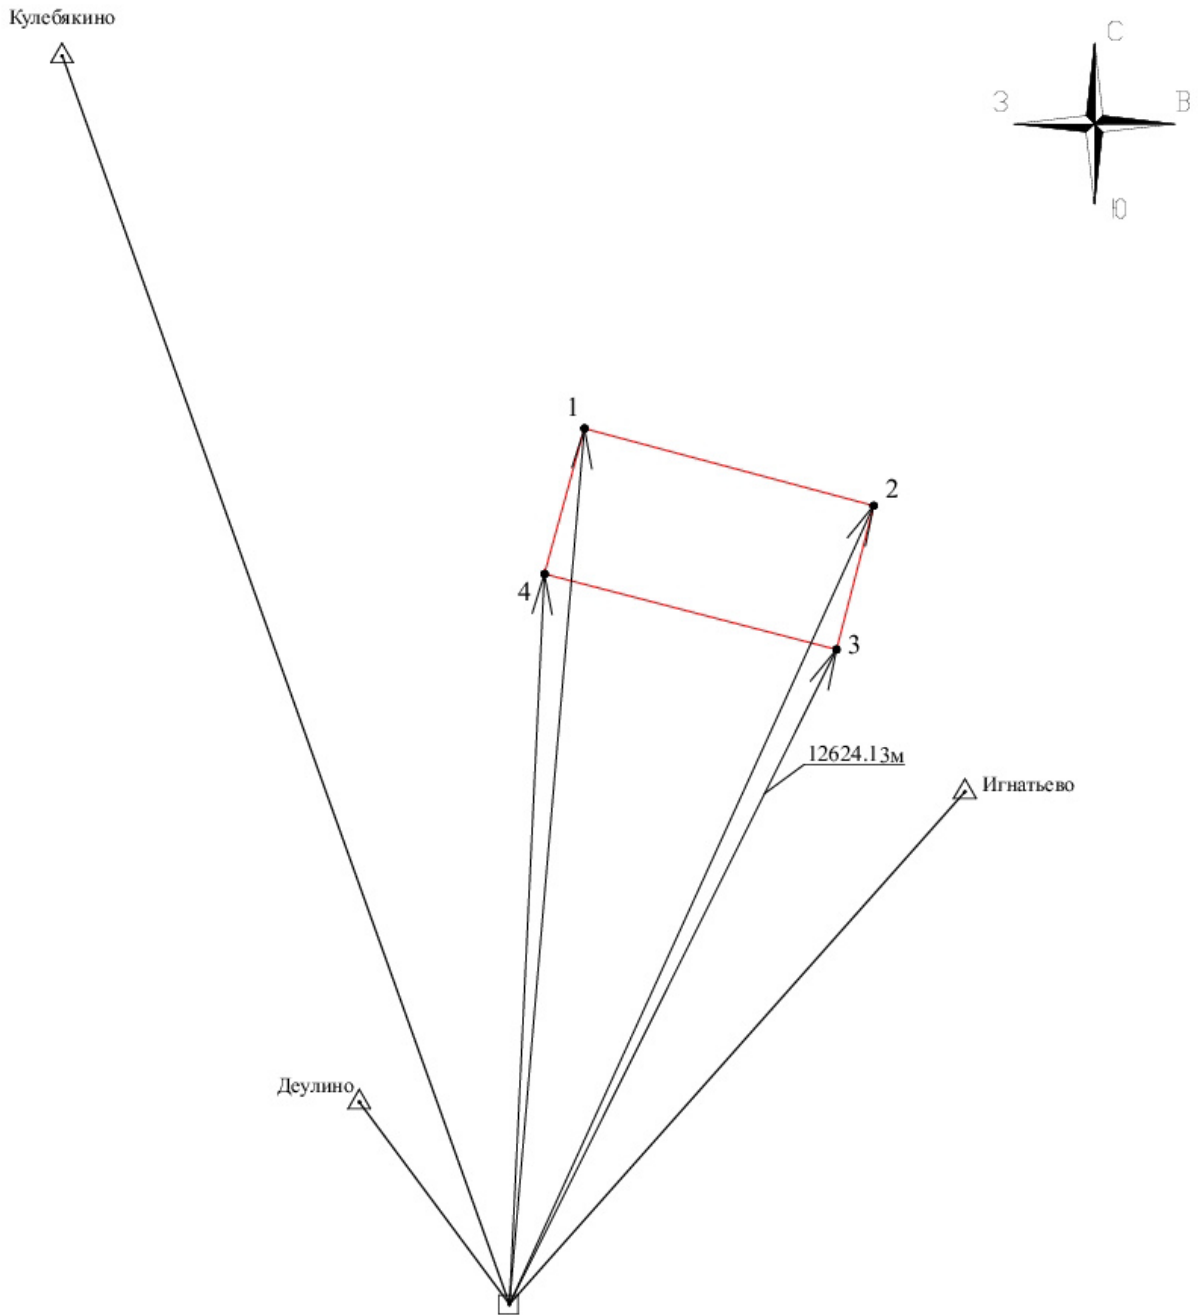 Кулебякино
С
З
В
Ю
1
2
4
3
12624.13м
Игнатьево
Деулино